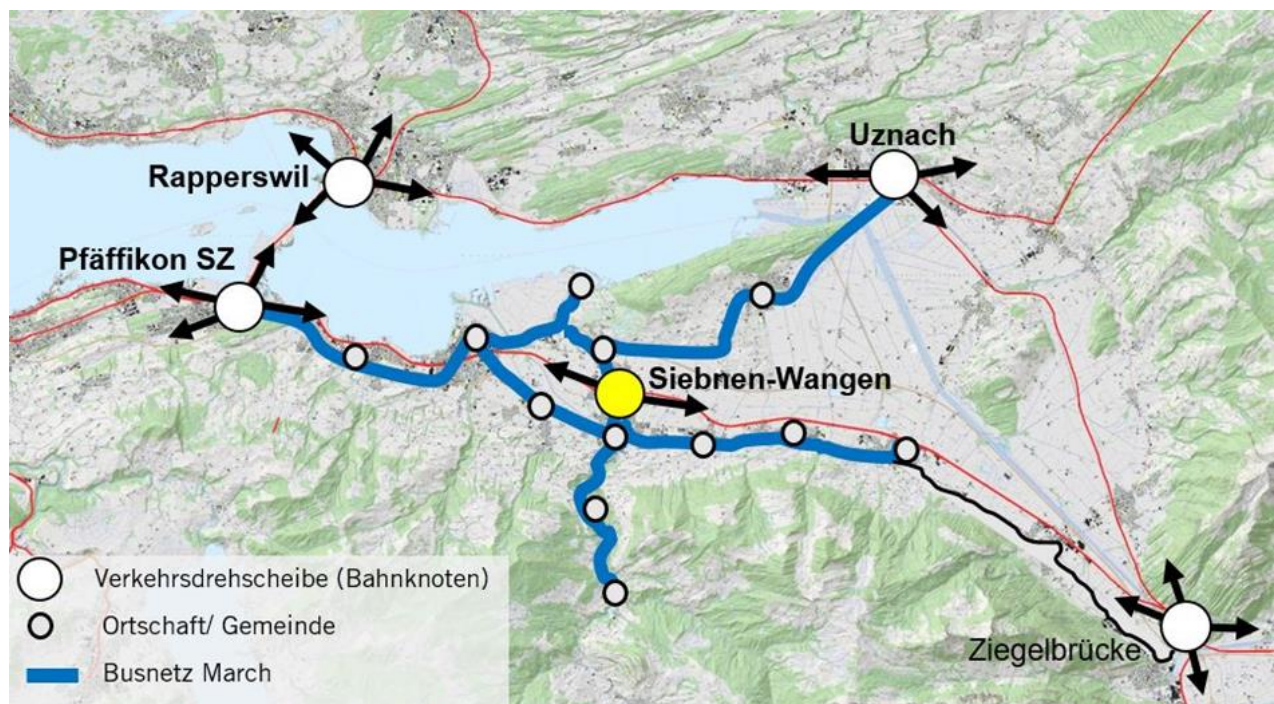 Uznach
Rapperswil
Pfäffikon SZ
Siebnen-Wangen
Verkehrsdrehscheibe (Bahnknoten)
Ortschaft/ Gemeinde
Ziegelbrücke
Busnetz March